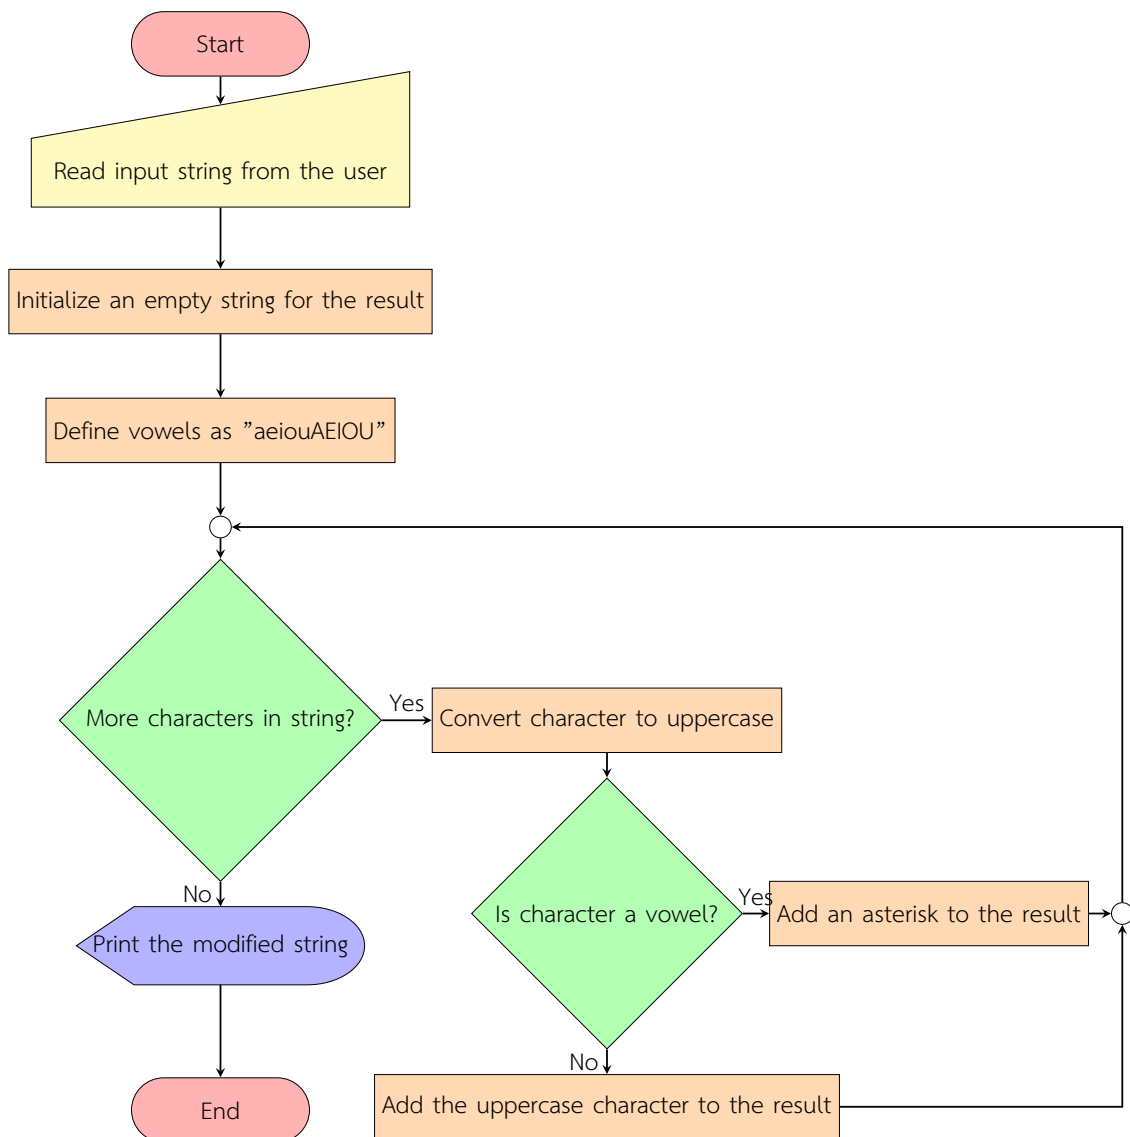 Start
Read input string from the user
Initialize an empty string for the result
Define vowels as ”aeiouAEIOU”
More characters in string?
Yes
Convert character to uppercase
Is character a vowel?
Yes
Add an asterisk to the result
No
Add the uppercase character to the result
No
Print the modified string
End